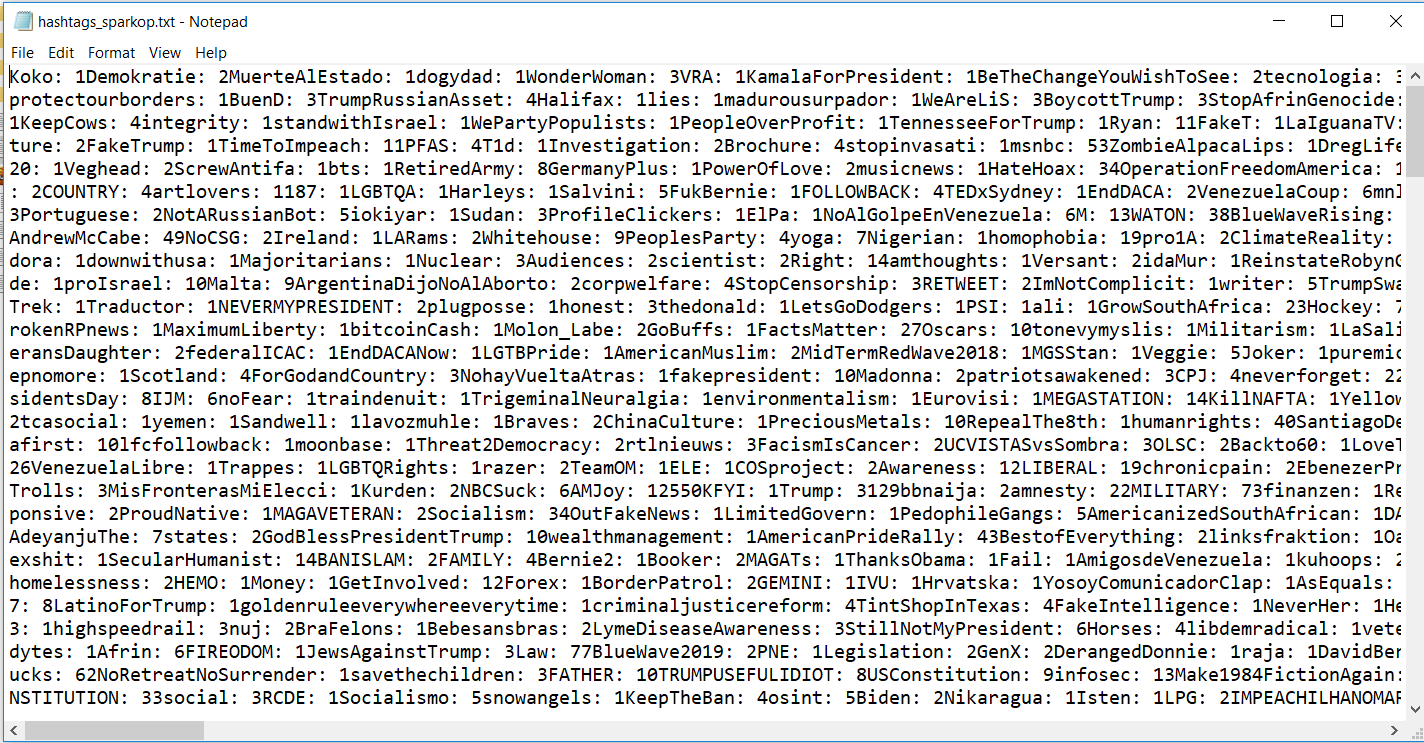 hashtags_sparkop.txt - Notepad
File Edit Format View Help
Koko: 1Demokratie: 2MuerteAlEstado: 1dogydad: 1WonderWoman: 3VRA: 1KamalaForPresident: 1BeTheChangeYouWishToSee: 2tecnologia: 3
protectourborders: 1BuenD: 3TrumpRussianAsset: 4Halifax: 1lies: 1madurousurpador: 1WeAreLiS: 3BoycottTrump: 3StopAfrinGenocide:
1KeepCows: 4integrity: 1standwithIsrael: 1WePartyPopulists: 1PeopleOverProfit: 1TennesseeForTrump: 1Ryan: 11FakeT: 1LaIguanaTV:
ture: 2FakeTrump: 1TimeToImpeach: 11PFAS: 4T1d: 1Investigation: 2Brochure: 4stopinvasati: 1msnbc: 53ZombieAlpacaLips: 1DregLife
20: 1Veghead: 2ScrewAntifa: 1bts: 1RetiredArmy: 8GermanyPlus: 1PowerOfLove: 2musicnews: 1HateHoax: 34OperationFreedomAmerica: 1
: 2COUNTRY: 4artlovers: 1187: 1LGBTQA: 1Harleys: 1Salvini: 5FukBernie: 1FOLLOWBACK: 4TEDxSydney: 1EndDACA: 2VenezuelaCoup: 6mnl
3Portuguese: 2NotARussianBot: 5iokiyar: 1Sudan: 3ProfileClickers: 1ElPa: 1NoAlGolpeEnVenezuela: 6M: 13WATON: 38BlueWaveRising:
AndrewMcCabe: 49NoCSG: 2Ireland: 1LARams: 2Whitehouse: 9PeoplesParty: 4yoga: 7Nigerian: 1homophobia: 19pro1A: 2ClimateReality:
dora: 1downwithusa: 1Majoritarians: 1Nuclear: 3Audiences: 2scientist: 2Right: 14amthoughts: 1Versant: 2idaMur: 1ReinstateRobyn
de: 1proIsrael: 10Malta: 9ArgentinaDijoNoAlAborto: 2corpwelfare: 4StopCensorship: 3RETWEET: 2ImNotComplicit: 1writer: 5TrumpSwa
Trek: 1Traductor: 1NEVERMYPRESIDENT: 2plugposse: 1honest: 3thedonald: 1LetsGoDodgers: 1PSI: 1ali: 1GrowSouthAfrica: 23Hockey: 7
rokenRPnews: 1MaximumLiberty: 1bitcoinCash: 1Molon_Labe: 2GoBuffs: 1FactsMatter: 27Oscars: 10tonevymyslis: 1Militarism: 1LaSali
eransDaughter: 2federalICAC: 1EndDACANow: 1LGTBPride: 1AmericanMuslim: 2MidTermRedWave2018: 1MGSStan: 1Veggie: 5Joker: 1puremic
epnomore: 1Scotland: 4ForGodandCountry: 3NohayVueltaAtras: 1fakepresident: 10Madonna: 2patriotsawakened: 3CPJ: 4neverforget: 22
sidentsDay: 8IJM: 6noFear: 1traindenuit: 1TrigeminalNeuralgia: 1environmentalism: 1Eurovisi: 1MEGASTATION: 14KillNAFTA: 1Yellow
2tcasocial: 1yemen: 1Sandwell: 1lavozmuhle: 1Braves: 2ChinaCulture: 1PreciousMetals: 10RepealThe8th: 1humanrights: 40SantiagoDe
afirst: 10lfcfollowback: 1moonbase: 1Threat2Democracy: 2rtlnieuws: 3FacismIsCancer: 2UCVISTASvsSombra: 3OLSC: 2Backto60: 1LoveT
26VenezuelaLibre: 1Trappes: 1LGBTQRights: 1razer: 2TeamOM: 1ELE: 1COSproject: 2Awareness: 12LIBERAL: 19chronicpain: 2EbenezerPr
Trolls: 3MisFronterasMiElecci: 1Kurden: 2NBCSuck: 6AMJoy: 12550KFYI: 1Trump: 3129bbnaija: 2amnesty: 22MILITARY: 73finanzen: 1Re
ponsive: 2ProudNative: 1MAGAVETERAN: 2Socialism: 34OutFakeNews: 1LimitedGovern: 1PedophileGangs: 5AmericanizedSouthAfrican: 1DA
AdeyanjuThe: 7states: 2GodBlessPresidentTrump: 10wealthmanagement: 1AmericanPrideRally: 43BestofEverything: 2linksfraktion: 1Oa
exshit: 1SecularHumanist: 14BANISLAM: 2FAMILY: 4Bernie2: 1Booker: 2MAGATs: 1ThanksObama: 1Fail: 1AmigosdeVenezuela: 1kuhoops: 2
homelessness: 2HEMO: 1Money: 1GetInvolved: 12Forex: 1BorderPatrol: 2GEMINI: 1IVU: 1Hrvatska: 1YosoyComunicadorClap: 1AsEquals:
7: 8LatinoForTrump: 1goldenruleeverywhereeverytime: 1criminaljusticereform: 4TintShopInTexas: 4FakeIntelligence: 1NeverHer: 1He
3: 1highspeedrail: 3nuj: 2BraFelons: 1Bebesansbras: 2LymeDiseaseAwareness: 3StillNotMyPresident: 6Horses: 4libdemradical: 1vete
dytes: 1Afrin: 6FIREODOM: 1JewsAgainstTrump: 3Law: 77BlueWave2019: 2PNE: 1Legislation: 2GenX: 2DerangedDonnie: 1raja: 1DavidBer
ucks: 62NoRetreatNoSurrender: 1savethechildren: 3FATHER: 10TRUMPUSEFULIDIOT: 8USConstitution: 9infosec: 13Make1984FictionAgain:
NSTITUTION: 33social: 3RCDE: 1Socialismo: 5snowangels: 1KeepTheBan: 4osint: 5Biden: 2Nikaragua: 1Isten: 1LPG: 2IMPEACHILHANOMAR